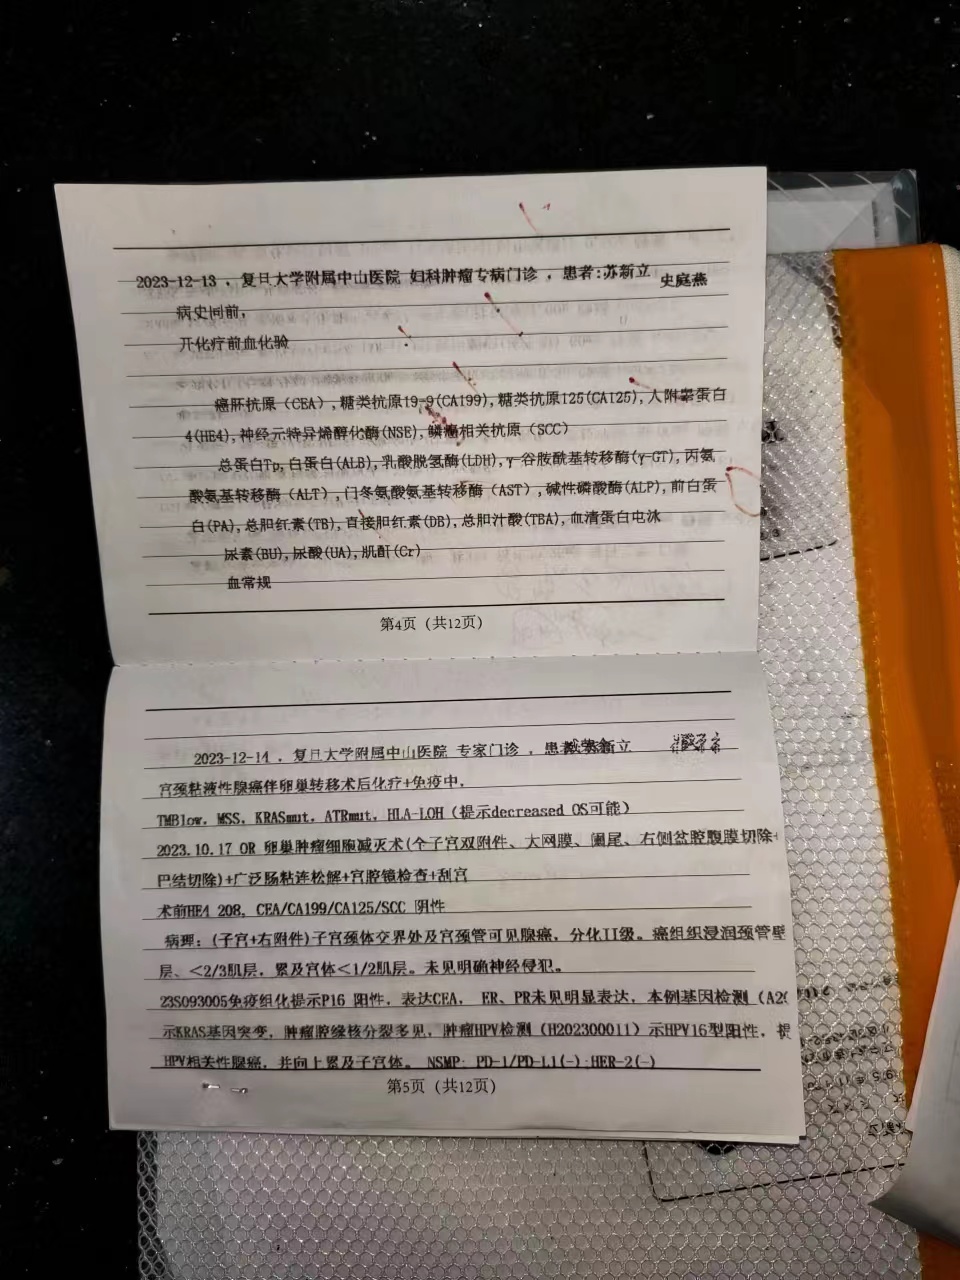 2023-12-13 . 复旦大学附属中山医院 妇科肿瘤专病门诊 , 患者:苏新立 史庭燕
病史同前,
开化疗前血化验
癌胚抗原(CEA),糖类抗原19-9(CA199),糖类抗原125(CA125),人附睾蛋白
4(HE4),神经元特异烯醇化酶(NSE),鳞癌相关抗原(SCC)
总蛋白Tp,白蛋白(ALB),乳酸脱氢酶(LDH),γ-谷胺酰基转移酶(γ-GT),丙氨
酸氨基转移酶(ALT),门冬氨酸氨基转移酶(AST),碱性磷酸酶(ALP),前白蛋
白(PA),总胆红素(TB),直接胆红素(DB),总胆汁酸(TBA),血清蛋白电泳
尿素(BU),尿酸(UA),肌酐(Cr)
血常规
第4页 (共12页)
2023-12-14 . 复旦大学附属中山医院 专家门诊 , 患者 新立
宫颈粘液性腺癌伴卵巢转移术后化疗+免疫中,
TMBlow, MSS, KRASmut, ATRmut, HLA-LOH (提示decreased OS可能)
2023.10.17 OR 卵巢肿瘤细胞减灭术(全子宫双附件、大网膜、阑尾、右侧盆腔腹膜切除+
巴结切除)+广泛肠粘连松解+宫腔镜检查+刮宫
术前HE4 208, CEA/CA199/CA125/SCC 阴性
病理:(子宫+右附件)子宫颈体交界处及宫颈管可见腺癌,分化II级。癌组织浸润颈管壁
层、<2/3肌层,累及宫体<1/2肌层。未见明确神经侵犯。
23S093005免疫组化提示P16 阳性,表达CEA, ER、PR未见明显表达,本例基因检测(A20
示KRAS基因突变,肿瘤腔缘核分裂多见,肿瘤HPV检测(H202300011)示HPV16型阳性,提
HPV相关性腺癌,并向上累及子宫体。 NSMP; PD-1/PD-L1(-);HER-2(-)
第5页 (共12页)